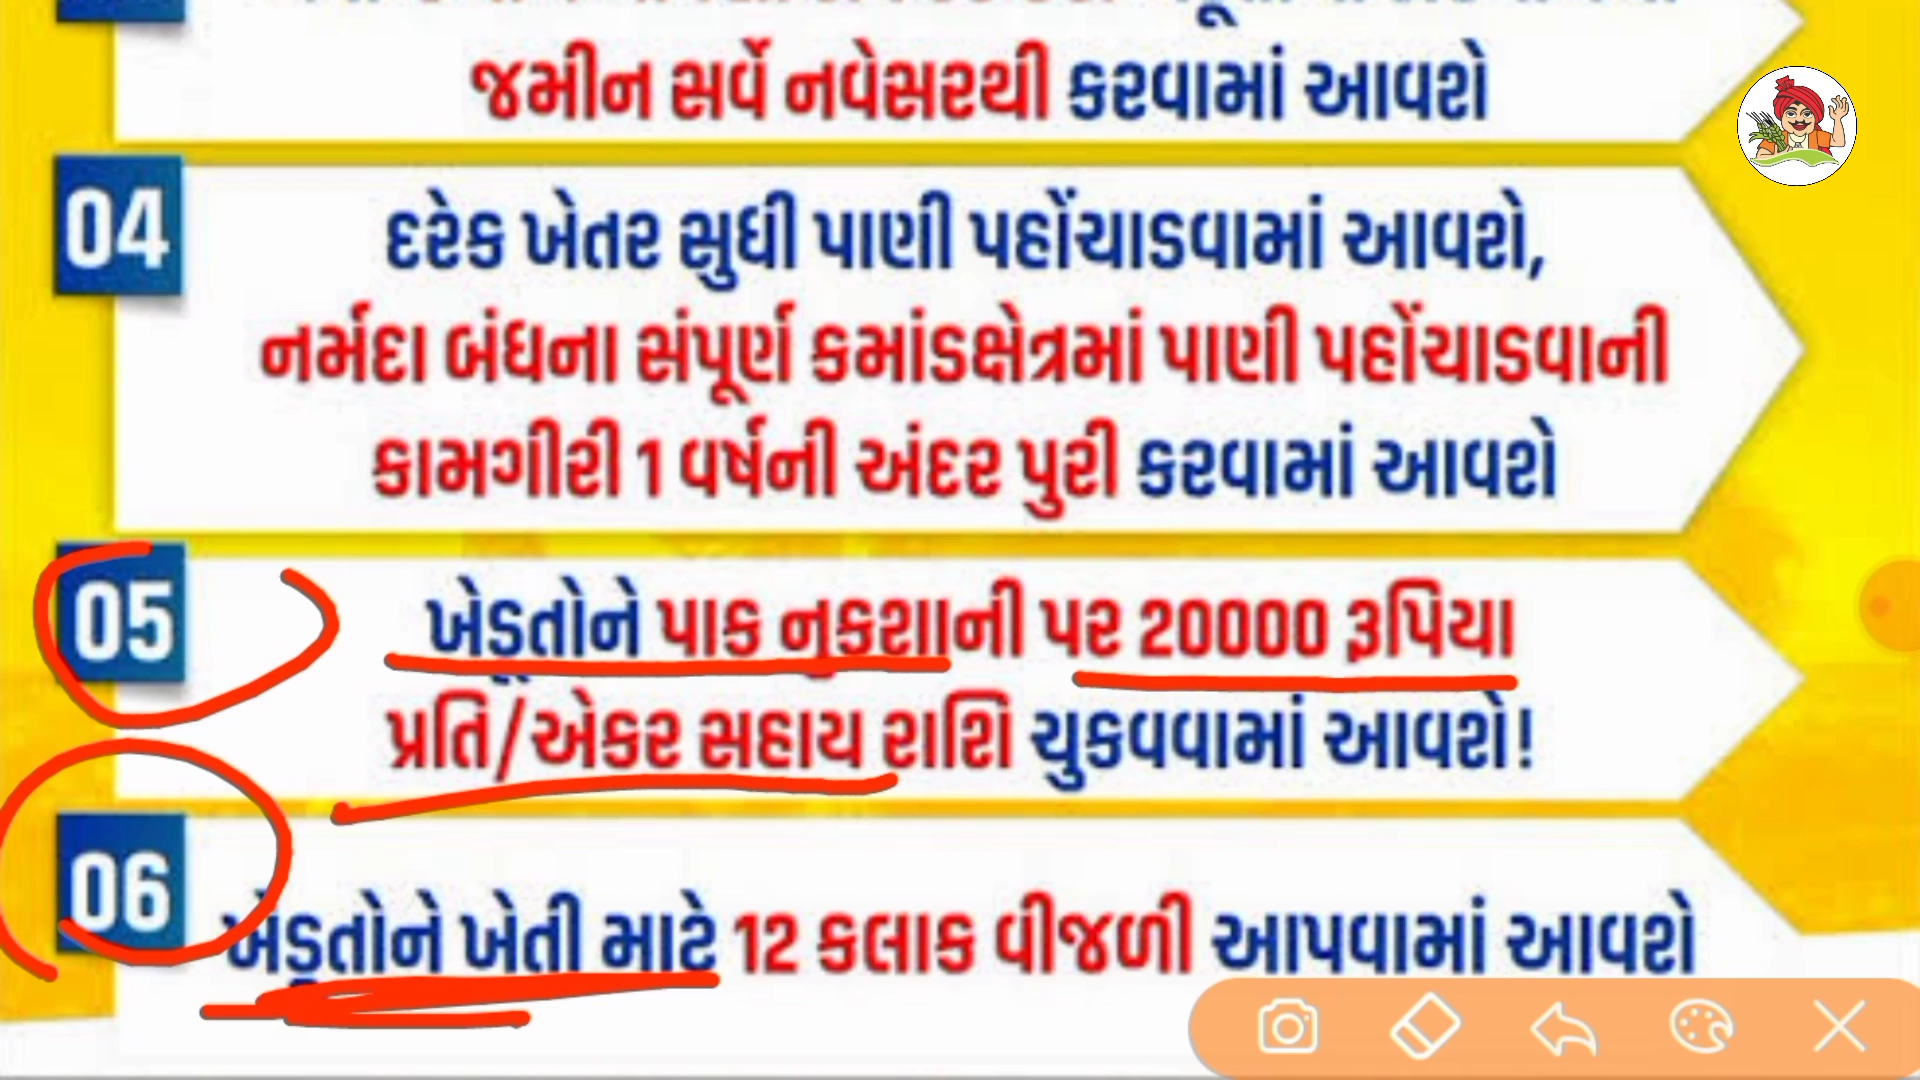 જમીન સર્વે નવેસરથી કરવામાં આવશે
04
દરેક ખેતર સુધી પાણી પહોંચાડવામાં આવશે,
નર્મદા બંધના સંપૂર્ણ કમાંડક્ષેત્રમાં પાણી પહોંચાડવાની
કામગીરી 1 વર્ષની અંદર પુરી કરવામાં આવશે
05
ખેડૂતોને પાક નુકશાની પર 20000 રૂપિયા
પ્રતિ/એકર સહાય રાશિ ચુકવવામાં આવશે!
06
ખેડૂતોને ખેતી માટે 12 કલાક વીજળી આપવામાં આવશે